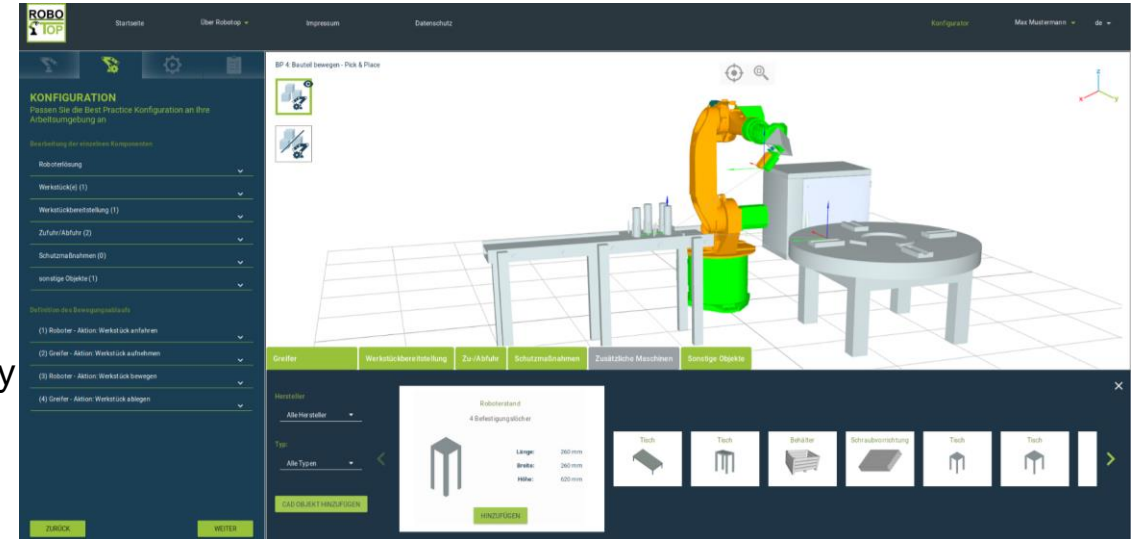 ROBO
TOP
Startseite
Über Robotop
Impressum
Datenschutz
Konfigurator
Max Mustermann
de
KONFIGURATION
Passen Sie die Best Practice Konfiguration an Ihre
Arbeitsumgebung an
Bearbeitung der einzelnen Komponenten
Roboterlösung
Werkstück(e) (1)
Werkstückbereitstellung (1)
Zufuhr/Abfuhr (2)
Schutzmaßnahmen (0)
sonstige Objekte (1)
Definition des Bewegungsablaufs
(1) Roboter - Aktion: Werkstück anfahren
(2) Greifer - Aktion: Werkstück aufnehmen
(3) Roboter - Aktion: Werkstück bewegen
(4) Greifer - Aktion: Werkstück ablegen
ZURÜCK
WEITER
y
BP 4: Bauteil bewegen - Pick & Place
z
x
y
Greifer
Werkstückbereitstellung
Zu-/Abfuhr
Schutzmaßnahmen
Zusätzliche Maschinen
Sonstige Objekte
Hersteller
Alle Hersteller
Typ:
Alle Typen
CAD OBJEKT HINZUFÜGEN
Roboterstand
4 Befestigungslöcher
Länge: 260 mm
Breite: 260 mm
Höhe: 620 mm
HINZUFÜGEN
Tisch
Tisch
Behälter
Schraubvorrichtung
Tisch
Tisch